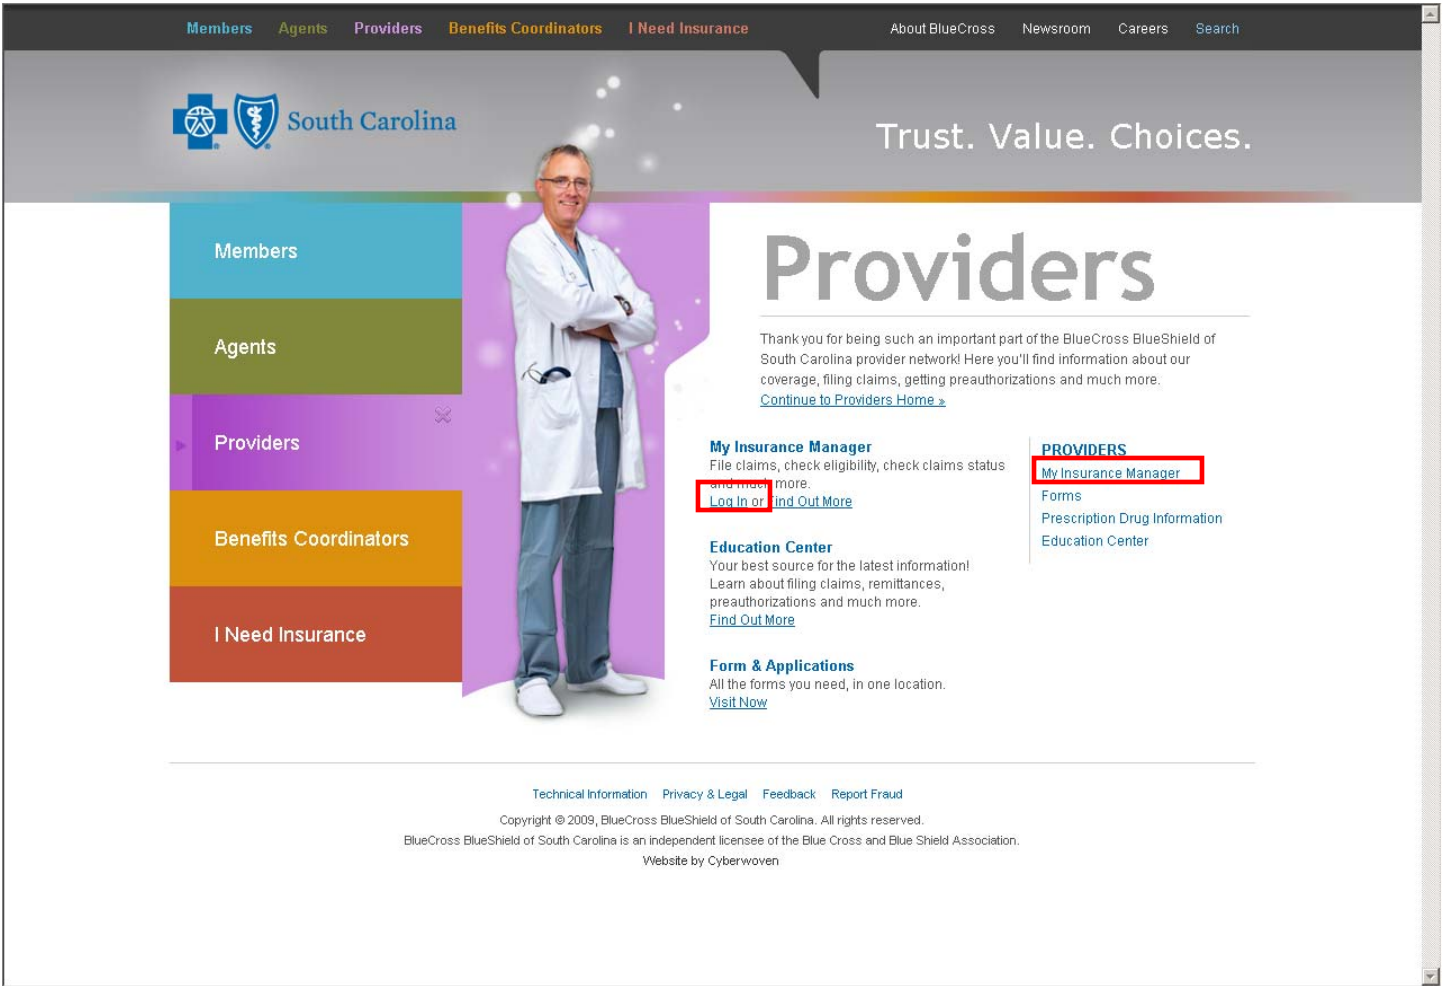 Members Agents Providers Benefits Coordinators I Need Insurance About BlueCross Newsroom Careers Search
South Carolina
Trust. Value. Choices.
Members
Agents
Providers
Benefits Coordinators
I Need Insurance
Providers
Thank you for being such an important part of the BlueCross BlueShield of
South Carolina provider network! Here you'll find information about our
coverage, filing claims, getting preauthorizations and much more.
Continue to Providers Home »
My Insurance Manager
File claims, check eligibility, check claims status
and much more.
Log In or Find Out More
Education Center
Your best source for the latest information!
Learn about filing claims, remittances,
preauthorizations and much more.
Find Out More
Form & Applications
All the forms you need, in one location.
Visit Now
PROVIDERS
My Insurance Manager
Forms
Prescription Drug Information
Education Center
Technical Information Privacy & Legal Feedback Report Fraud
Copyright © 2009, BlueCross BlueShield of South Carolina. All rights reserved.
BlueCross BlueShield of South Carolina is an independent licensee of the Blue Cross and Blue Shield Association.
Website by Cyberwoven